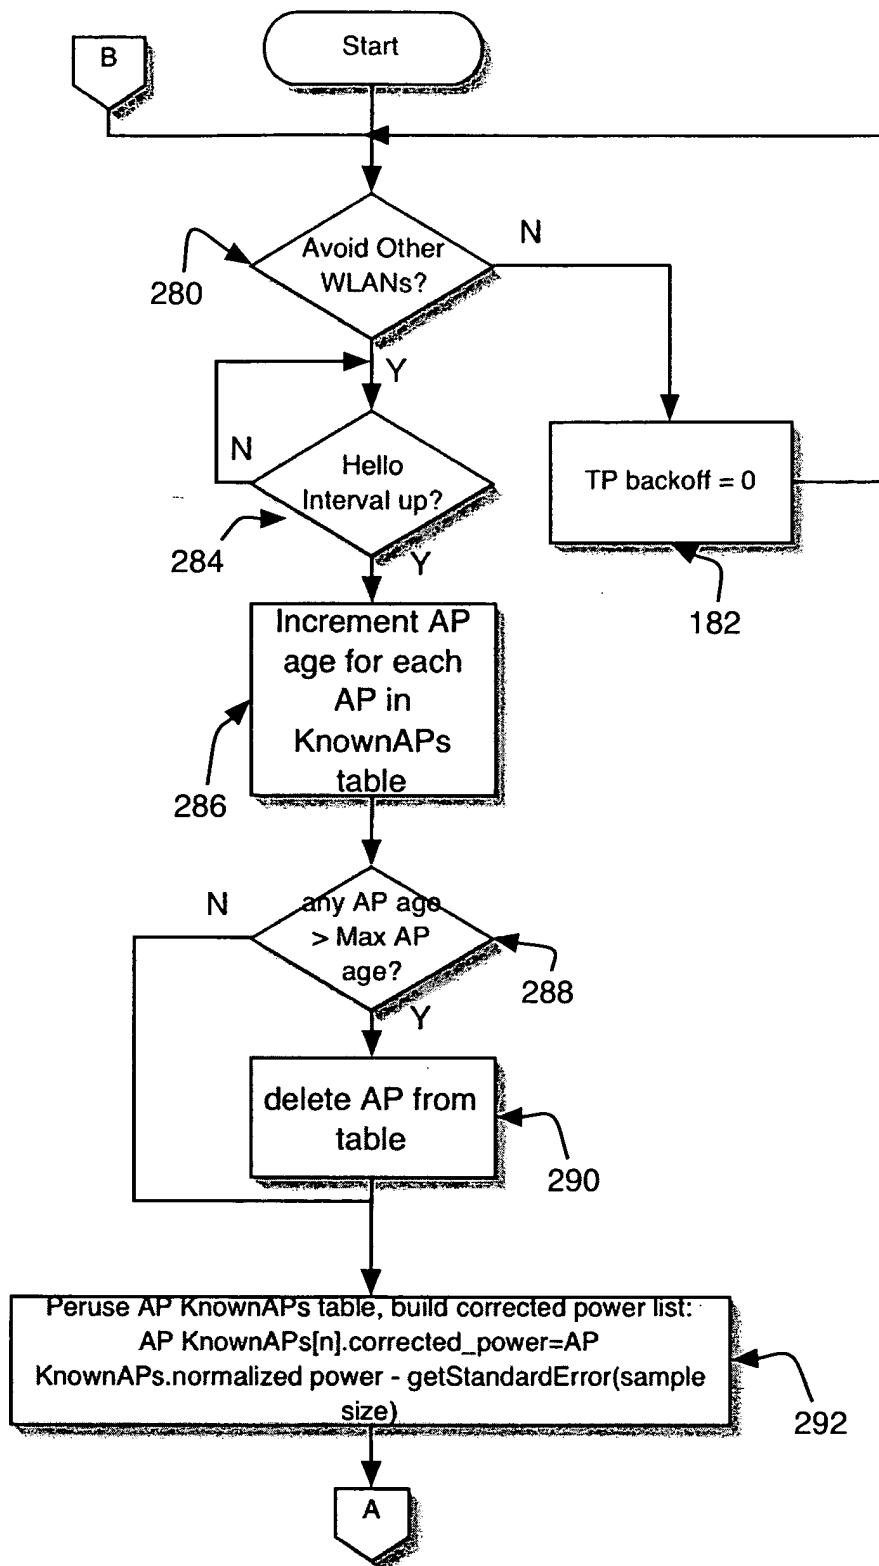 B
Start
Avoid Other
WLANs?
N
280
Y
N
Hello
Interval up?
TP backoff = 0
284
Y
182
Increment AP
age for each
AP in
KnownAPs
table
286
N
any AP age
> Max AP
age?
288
Y
delete AP from
table
290
Peruse AP KnownAPs table, build corrected power list:
AP KnownAPs[n].corrected_power=AP
KnownAPs.normalized power - getStandardError(sample
size)
292
A